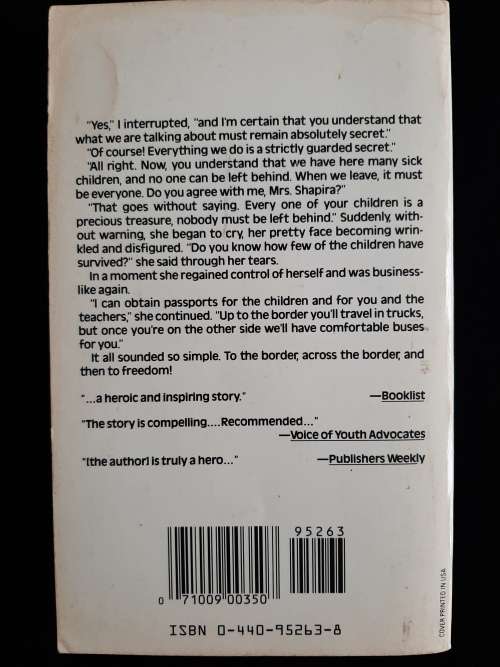 "Yes," I interrupted, "and I'm certain that you understand that
what we are talking about must remain absolutely secret."
"Of course! Everything we do is a strictly guarded secret."
"All right. Now, you understand that we have here many sick
children, and no one can be left behind. When we leave, it must
be everyone. Do you agree with me, Mrs. Shapira?"
"That goes without saying. Every one of your children is a
precious treasure, nobody must be left behind." Suddenly, with-
out warning, she began to cry, her pretty face becoming wrin-
kled and disfigured. "Do you know how few of the children have
survived?" she said through her tears.
In a moment she regained control of herself and was business-
like again.
"I can obtain passports for the children and for you and the
teachers," she continued. "Up to the border you'll travel in trucks,
but once you're on the other side we'll have comfortable buses
for you."
It all sounded so simple. To the border, across the border, and
then to freedom!
"...a heroic and inspiring story." —Booklist
"The story is compelling....Recommended..."
—Voice of Youth Advocates
"[the author] is truly a hero..." —Publishers Weekly
95263
0 71009 00350
ISBN 0-440-95263-8
COVER PRINTED IN USA